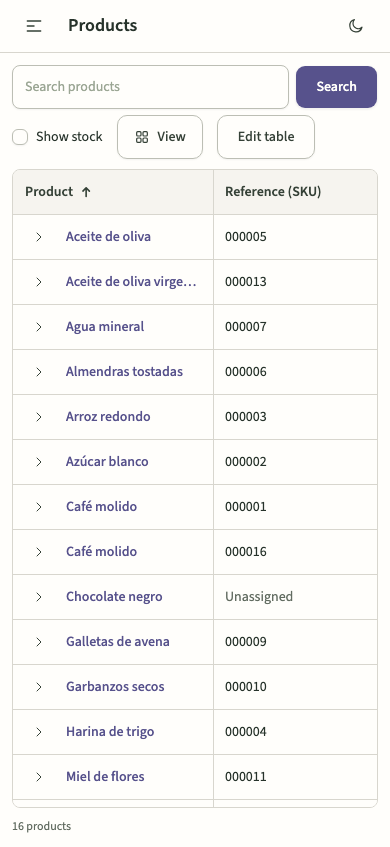 Products
Search products
Search
Show stock
View
Edit table
Product
Reference (SKU)
Aceite de oliva
000005
Aceite de oliva virge…
000013
Agua mineral
000007
Almendras tostadas
000006
Arroz redondo
000003
Azúcar blanco
000002
Café molido
000001
Café molido
000016
Chocolate negro
Unassigned
Galletas de avena
000009
Garbanzos secos
000010
Harina de trigo
000004
Miel de flores
000011
16 products